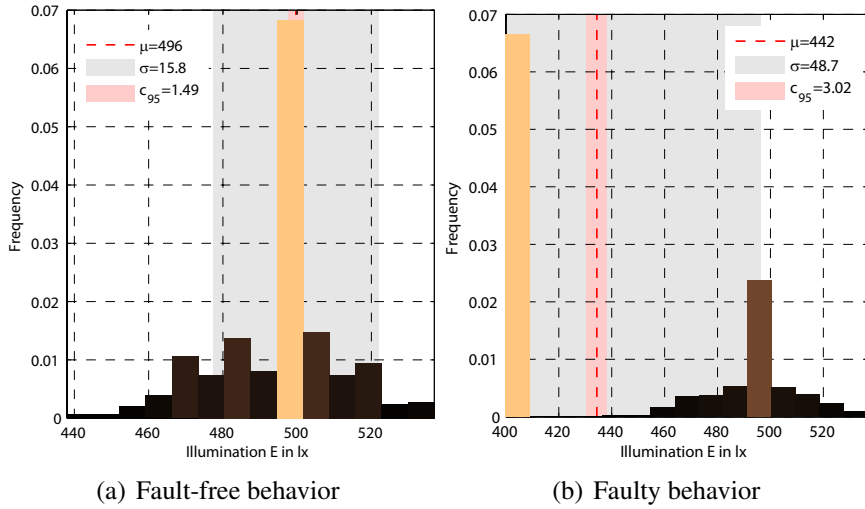 0.07
0.06
0.05
0.04
0.03
0.02
0.01
0
Frequency
μ=496
σ=15.8
c95=1.49
440
460
480
500
520
Illumination E in lx
(a) Fault-free behavior
0.07
0.06
0.05
0.04
0.03
0.02
0.01
0
Frequency
μ=442
σ=48.7
c95=3.02
400
420
440
460
480
500
520
Illumination E in lx
(b) Faulty behavior